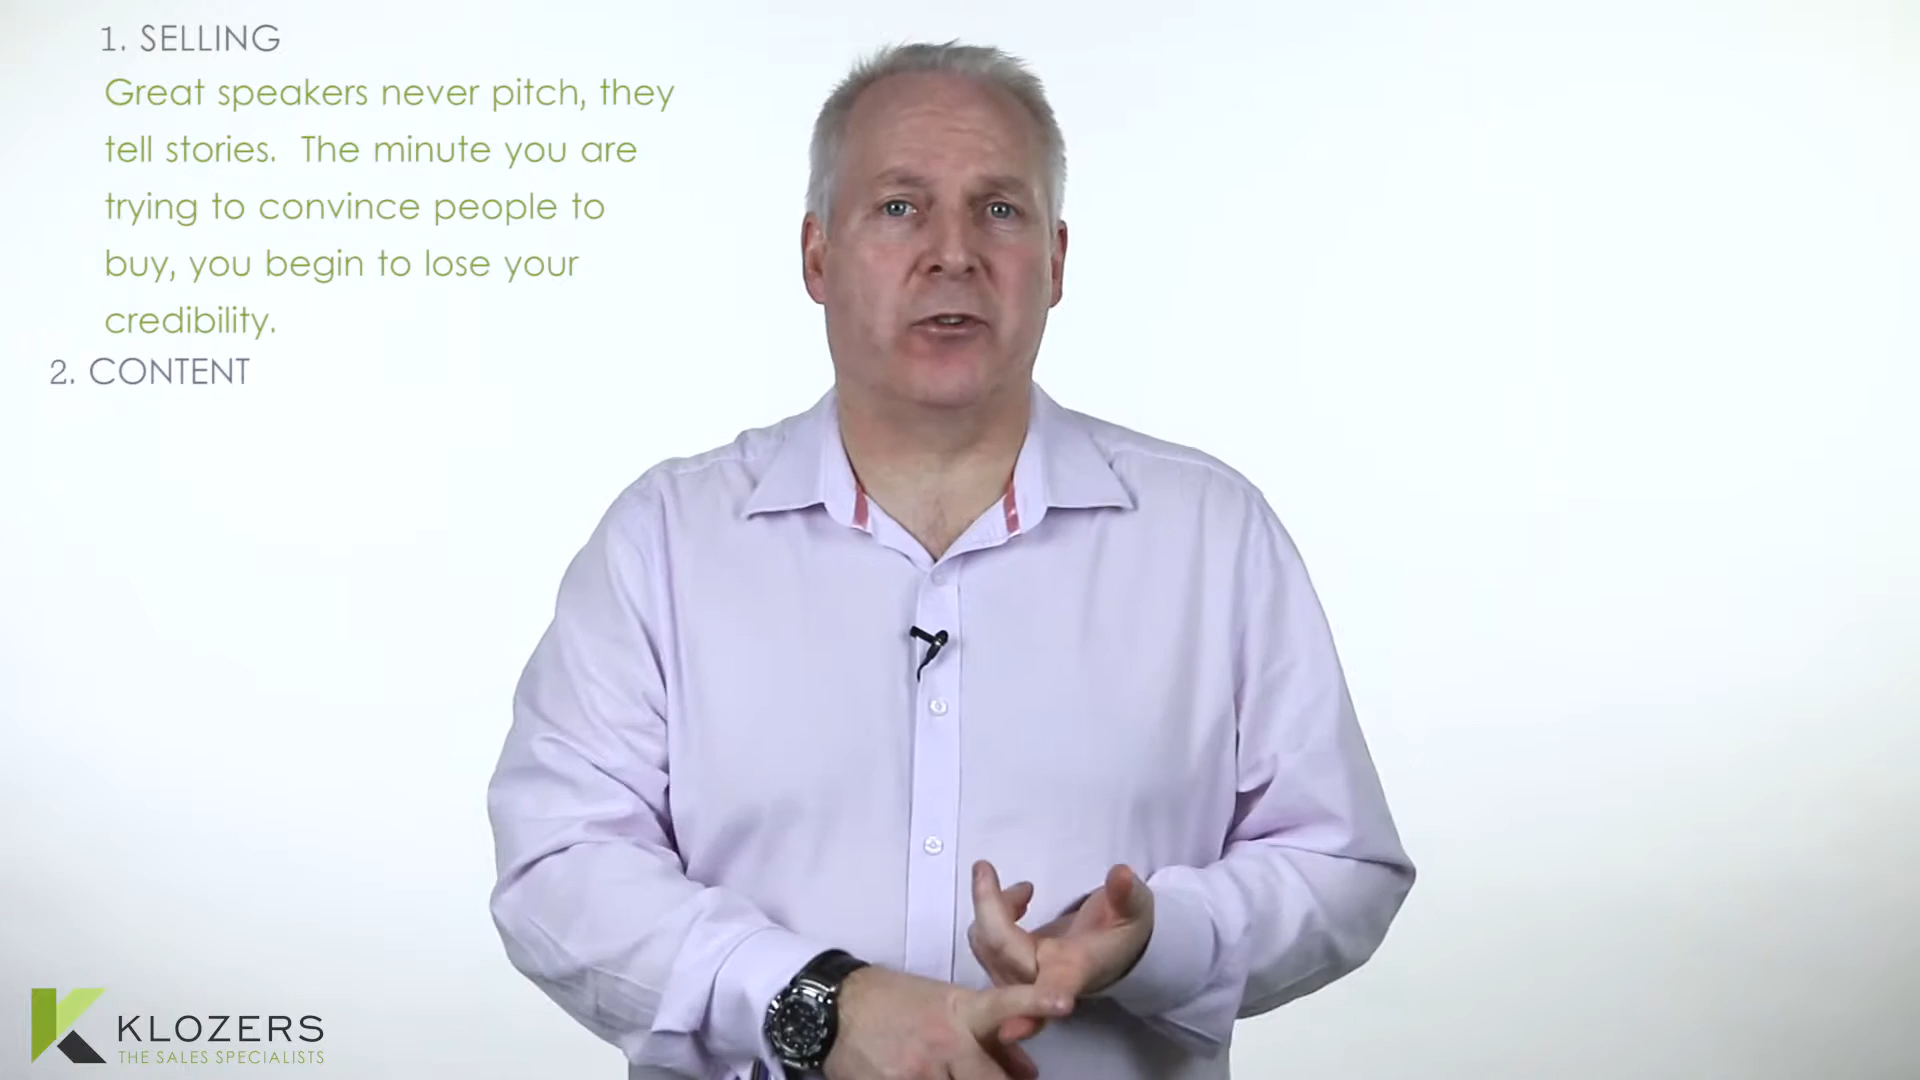 1. SELLING
Great speakers never pitch, they
tell stories.  The minute you are
trying to convince people to
buy, you begin to lose your
credibility.
2. CONTENT
KLOZERS
THE SALES SPECIALISTS